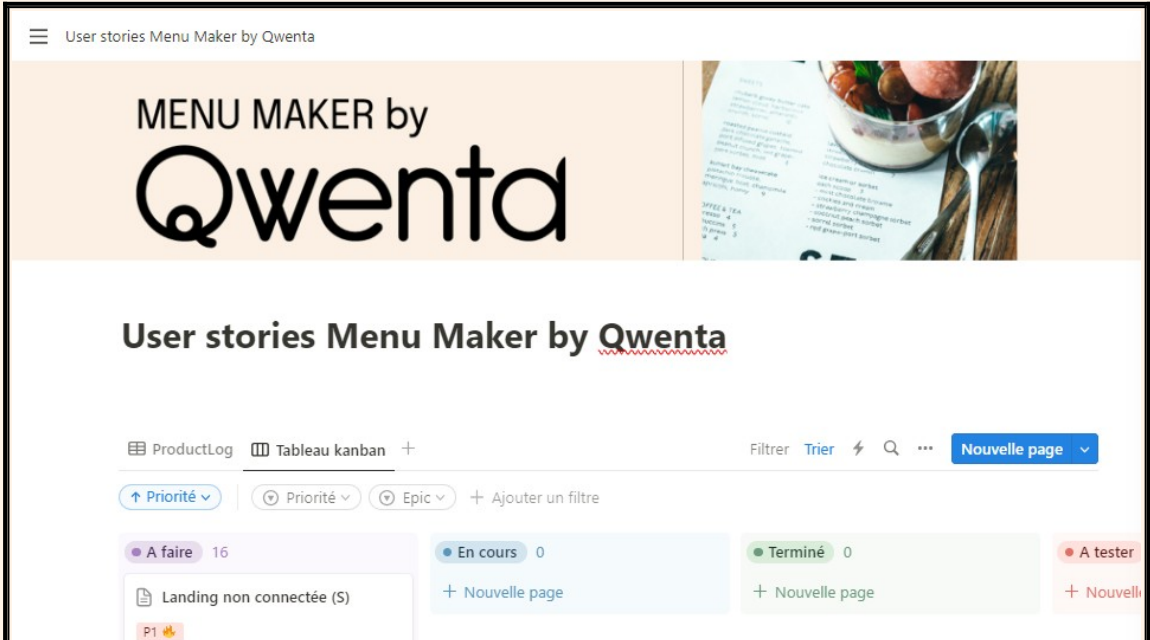 User stories Menu Maker by Qwenta
MENU MAKER by
Qwenta
User stories Menu Maker by Qwenta
ProductLog Tableau kanban
Filtrer Trier Nouvelle page
Priorité Priorité Epic Ajouter un filtre
A faire 16 En cours 0 Terminé 0 A tester
Landing non connectée (S) + Nouvelle page + Nouvelle page + Nouvell
P1